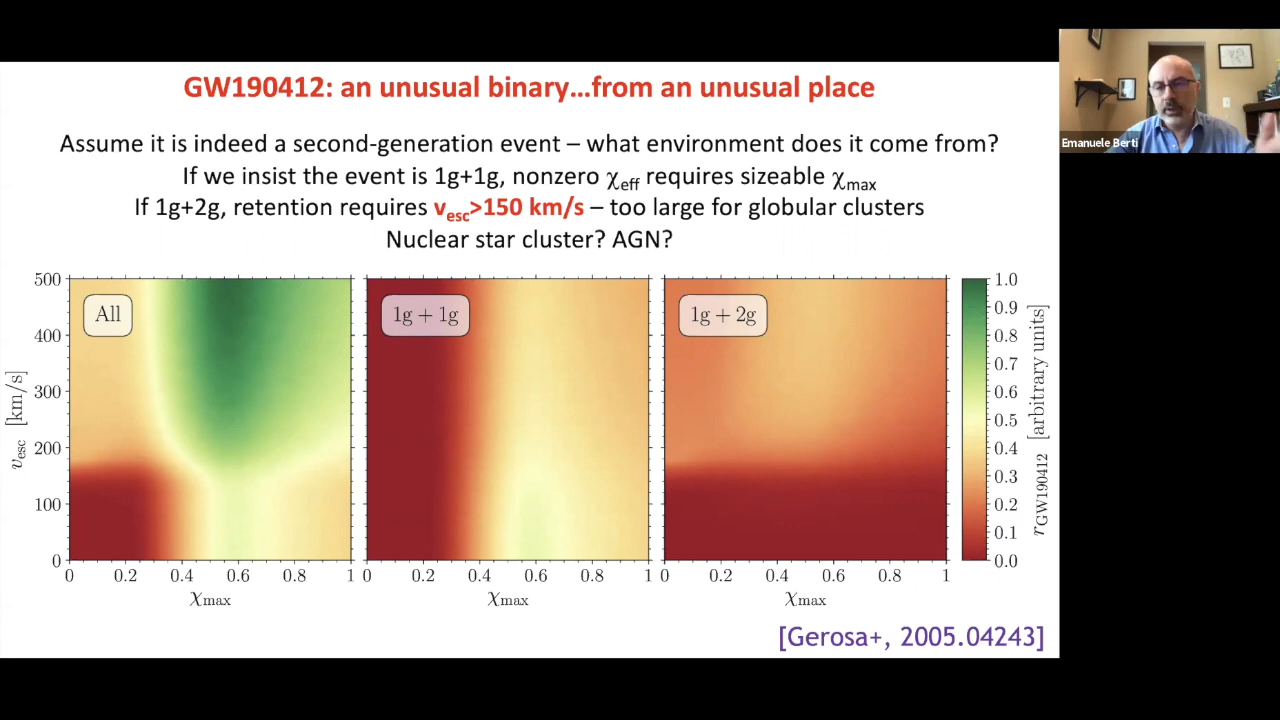 GW190412: an unusual binary…from an unusual place
Assume it is indeed a second-generation event – what environment does it come from?
If we insist the event is 1g+1g, nonzero χeff requires sizeable χmax
If 1g+2g, retention requires vesc>150 km/s – too large for globular clusters
Nuclear star cluster? AGN?
All
1g + 1g
1g + 2g
500
400
300
200
100
0
vesc [km/s]
0 0.2 0.4 0.6 0.8 1
0 0.2 0.4 0.6 0.8 1
0 0.2 0.4 0.6 0.8 1
χmax
χmax
χmax
1.0
0.9
0.8
0.7
0.6
0.5
0.4
0.3
0.2
0.1
0.0
rGW190412 [arbitrary units]
[Gerosa+, 2005.04243]
Emanuele Berti